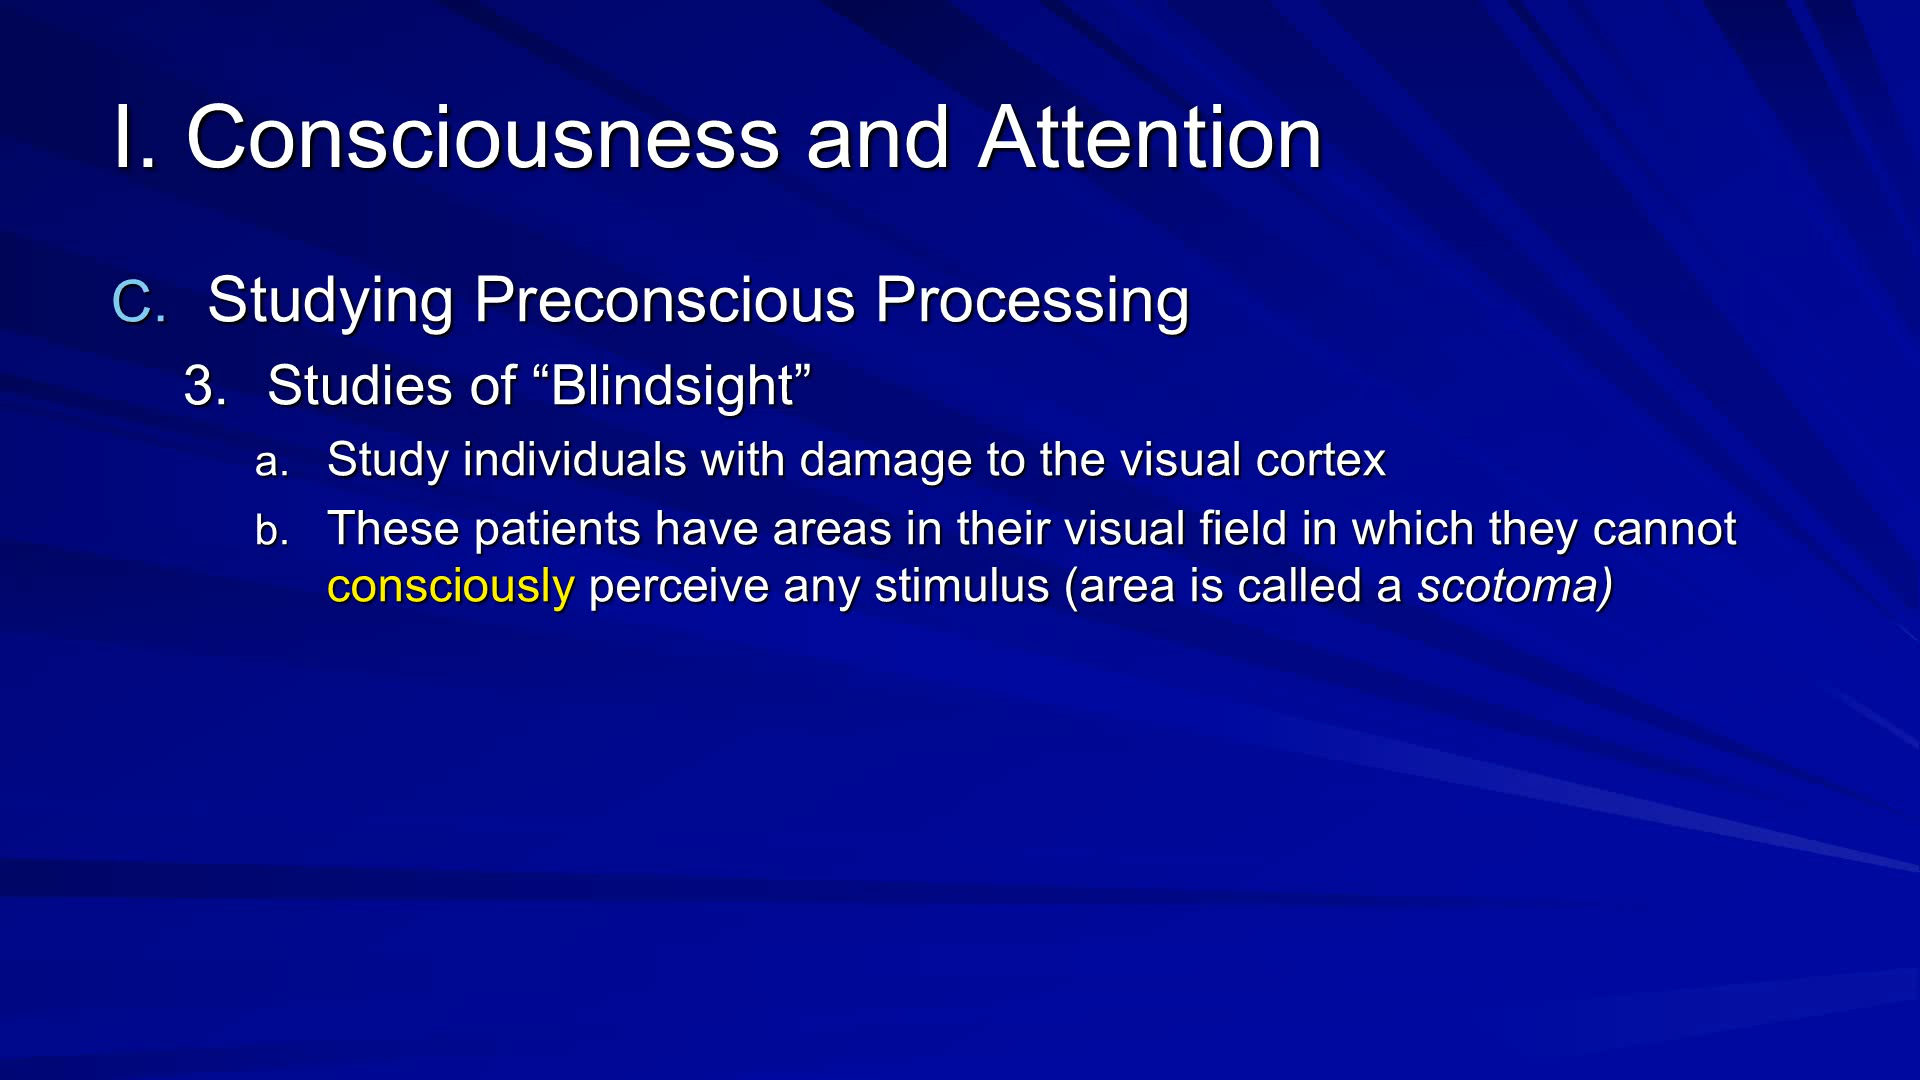 I. Consciousness and Attention
C. Studying Preconscious Processing
3. Studies of “Blindsight”
a. Study individuals with damage to the visual cortex
b. These patients have areas in their visual field in which they cannot
consciously perceive any stimulus (area is called a scotoma)